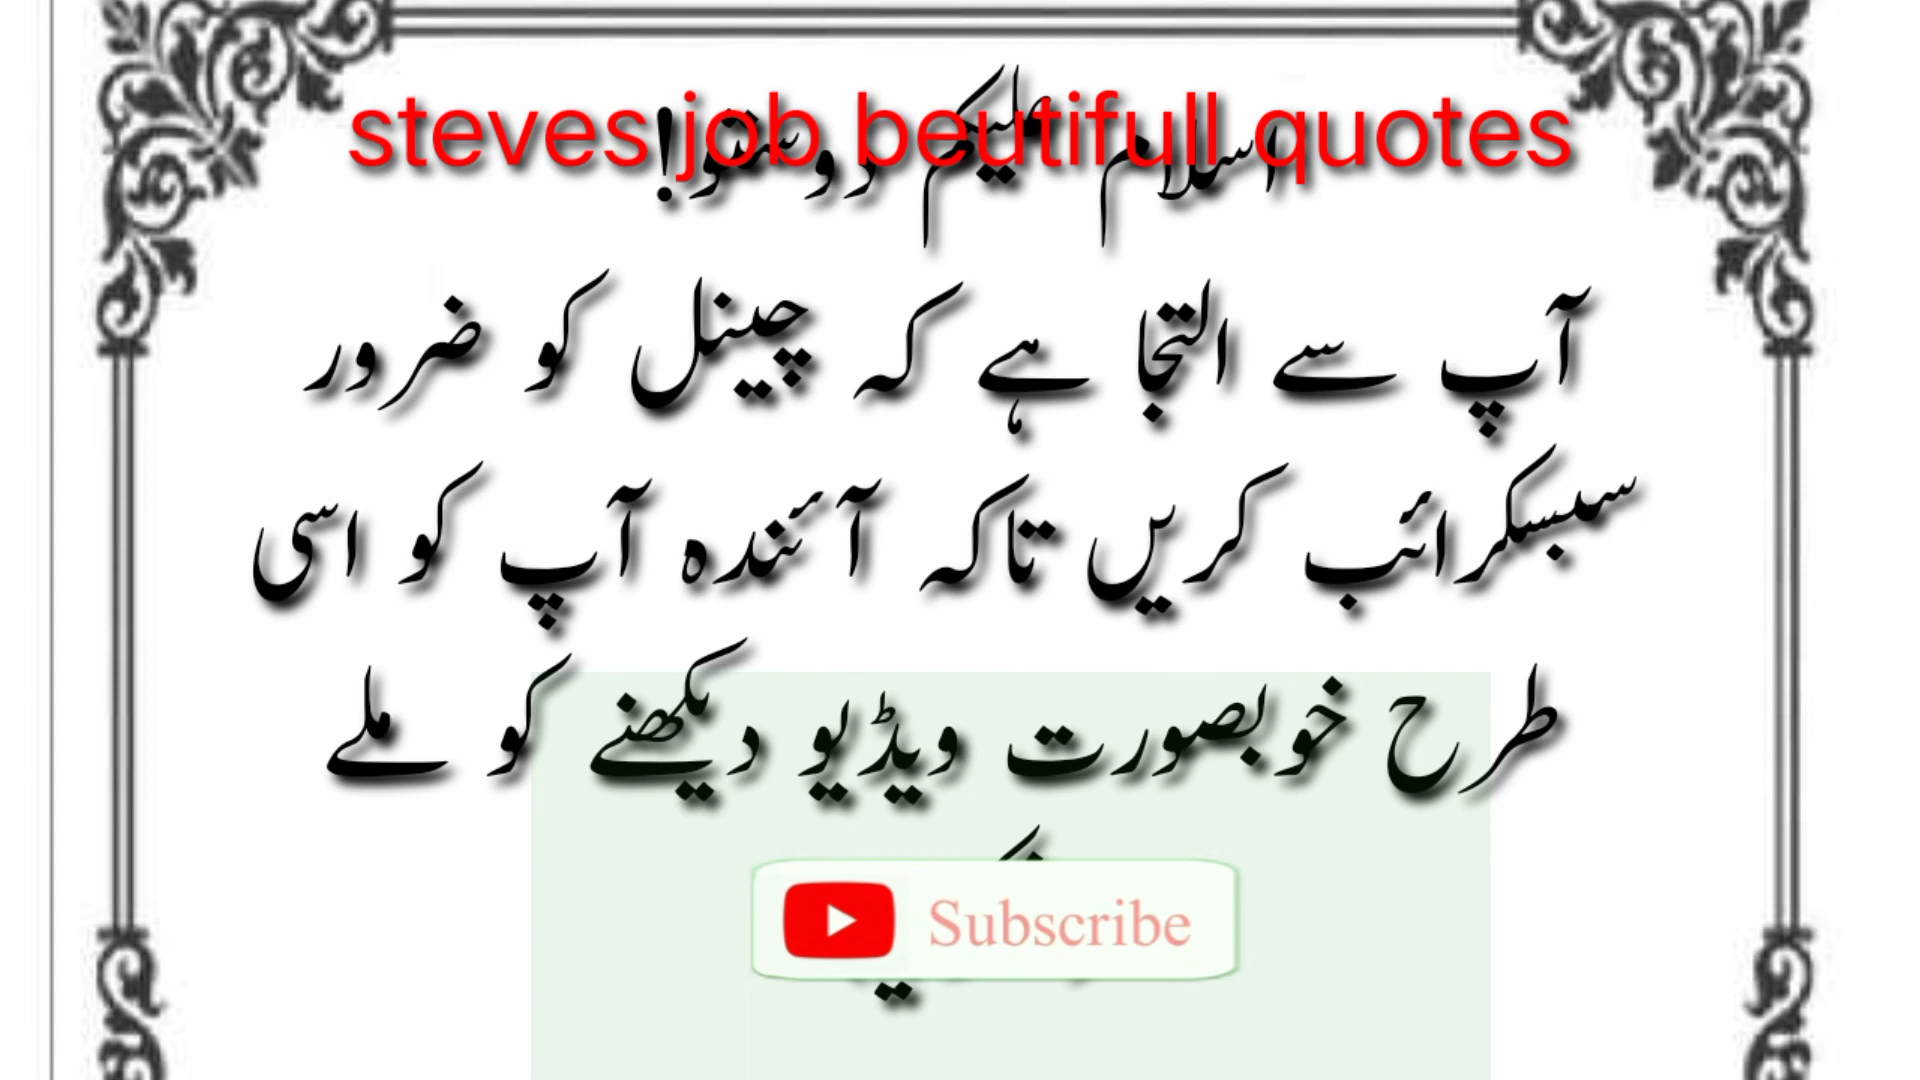 steves job beutifull quotes
اسلام علیکم دوستو!
آپ سے التجا ہے کہ چینل کو ضرور
سبسکرائب کریں تاکہ آئندہ آپ کو اسی
طرح خوبصورت ویڈیو دیکھنے کو ملے
Subscribe